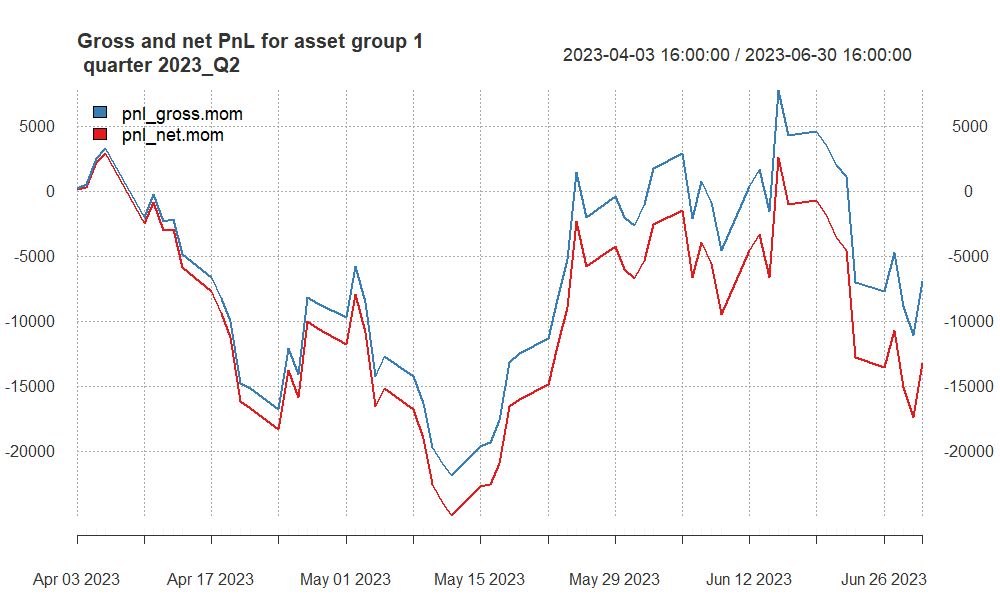 Gross and net PnL for asset group 1
quarter 2023_Q2
2023-04-03 16:00:00 / 2023-06-30 16:00:00
pnl_gross.mom
pnl_net.mom
5000 5000
0 0
-5000 -5000
-10000 -10000
-15000 -15000
-20000 -20000
Apr 03 2023 Apr 17 2023 May 01 2023 May 15 2023 May 29 2023 Jun 12 2023 Jun 26 2023